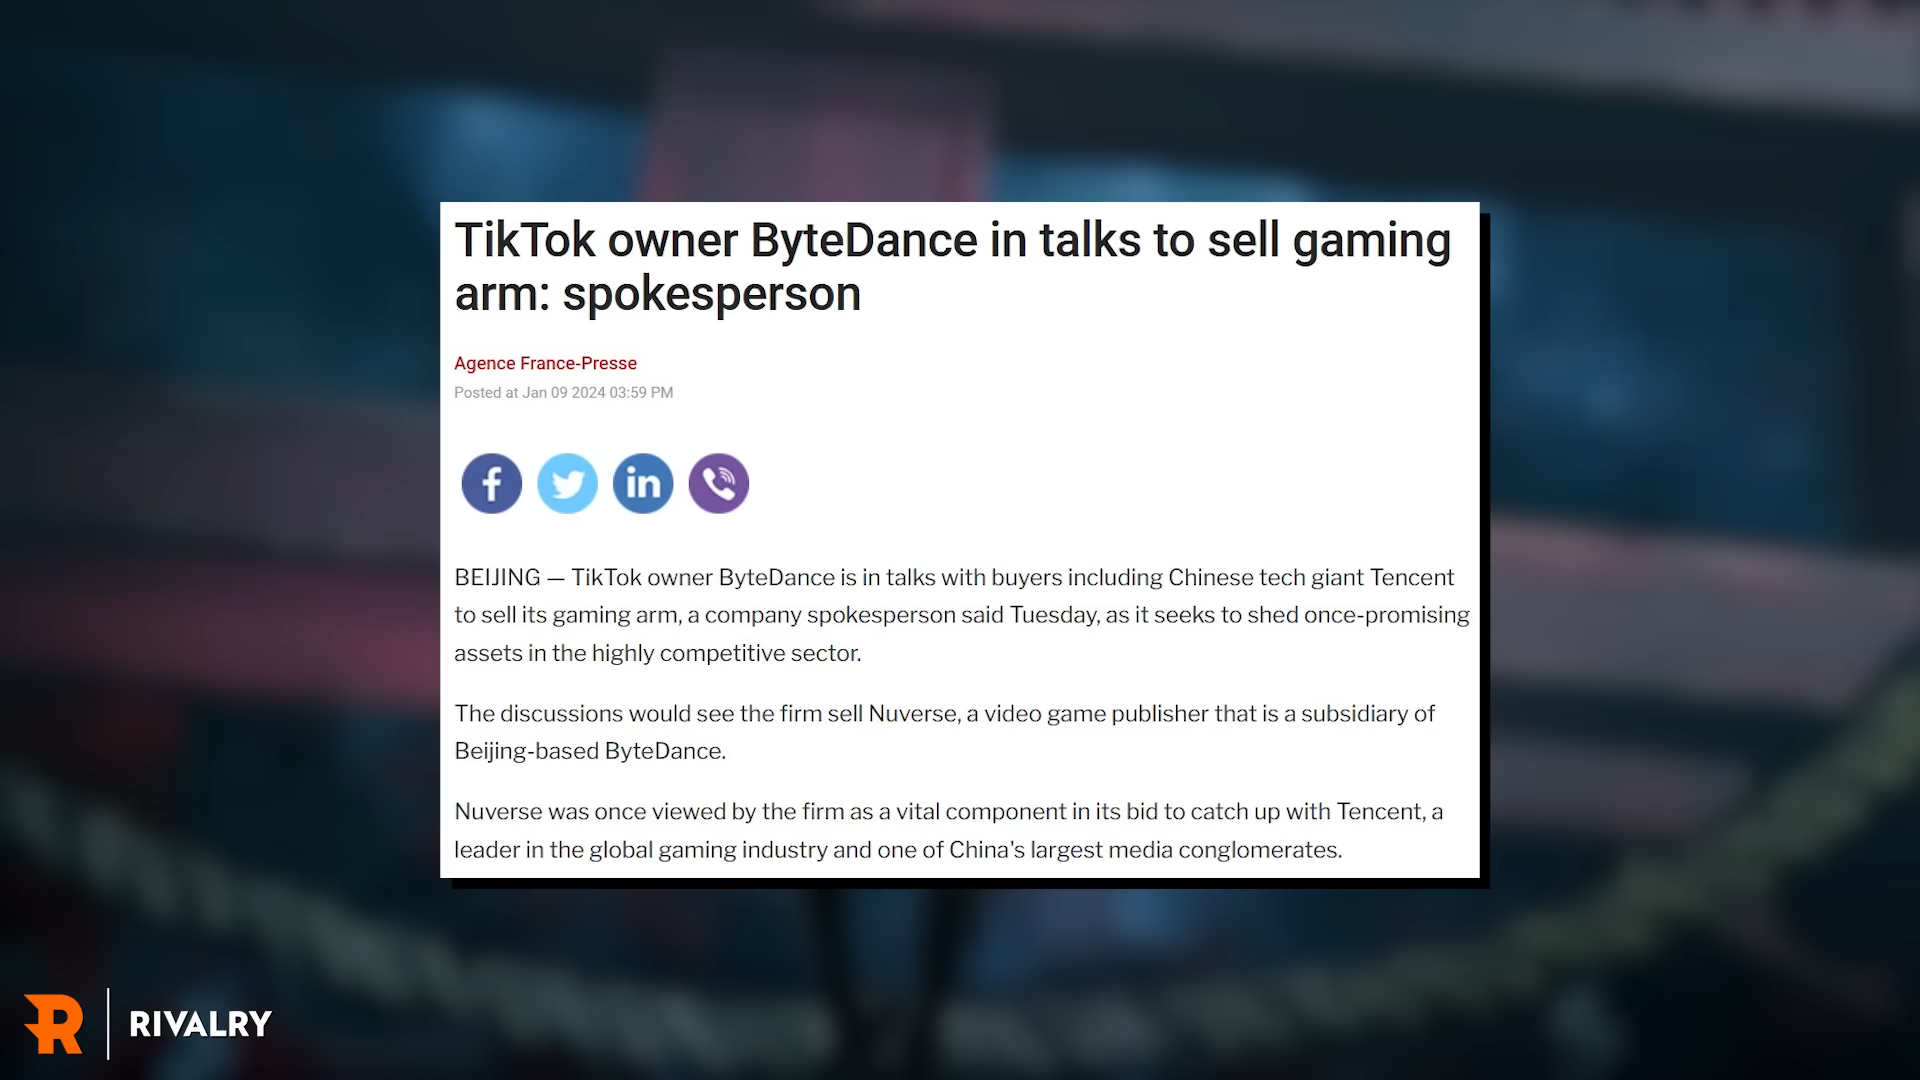 TikTok owner ByteDance in talks to sell gaming
arm: spokesperson
Agence France-Presse
Posted at Jan 09 2024 03:59 PM
BEIJING — TikTok owner ByteDance is in talks with buyers including Chinese tech giant Tencent
to sell its gaming arm, a company spokesperson said Tuesday, as it seeks to shed once-promising
assets in the highly competitive sector.
The discussions would see the firm sell Nuverse, a video game publisher that is a subsidiary of
Beijing-based ByteDance.
Nuverse was once viewed by the firm as a vital component in its bid to catch up with Tencent, a
leader in the global gaming industry and one of China's largest media conglomerates.
R RIVALRY